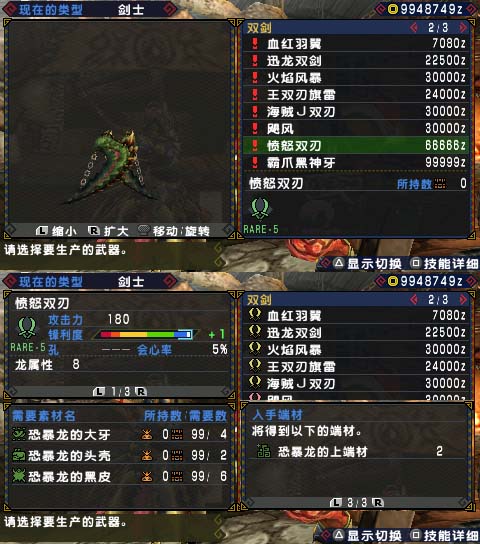 现在的类型 剑士
9948749z
双剑 2/3
血红羽翼 7080z
迅龙双剑 22500z
火焰风暴 30000z
王双刃旗雷 24000z
海贼J双刃 30000z
飓风 30000z
愤怒双刃 66666z
霸爪黑神牙 99999z
愤怒双刃 所持数 0
RARE-5
L 缩小 R 扩大 移动/旋转
请选择要生产的武器。
△显示切换 □技能详细
现在的类型 剑士
9948749z
愤怒双刃
攻击力 180
锋利度 +1
RARE-5 孔 --- 会心率 5%
龙属性 8
L 1/3 R
双剑 2/3
血红羽翼 7080z
迅龙双剑 22500z
火焰风暴 30000z
王双刃旗雷 24000z
海贼J双刃 30000z
飓风 30000z
需要素材名 所持数/需要数
恐暴龙的大牙 0 99/ 4
恐暴龙的头壳 0 99/ 2
恐暴龙的黑皮 0 99/ 6
入手端材
将得到以下的端材。
恐暴龙的上端材 2
L 3/3 R
请选择要生产的武器。
△显示切换 □技能详细